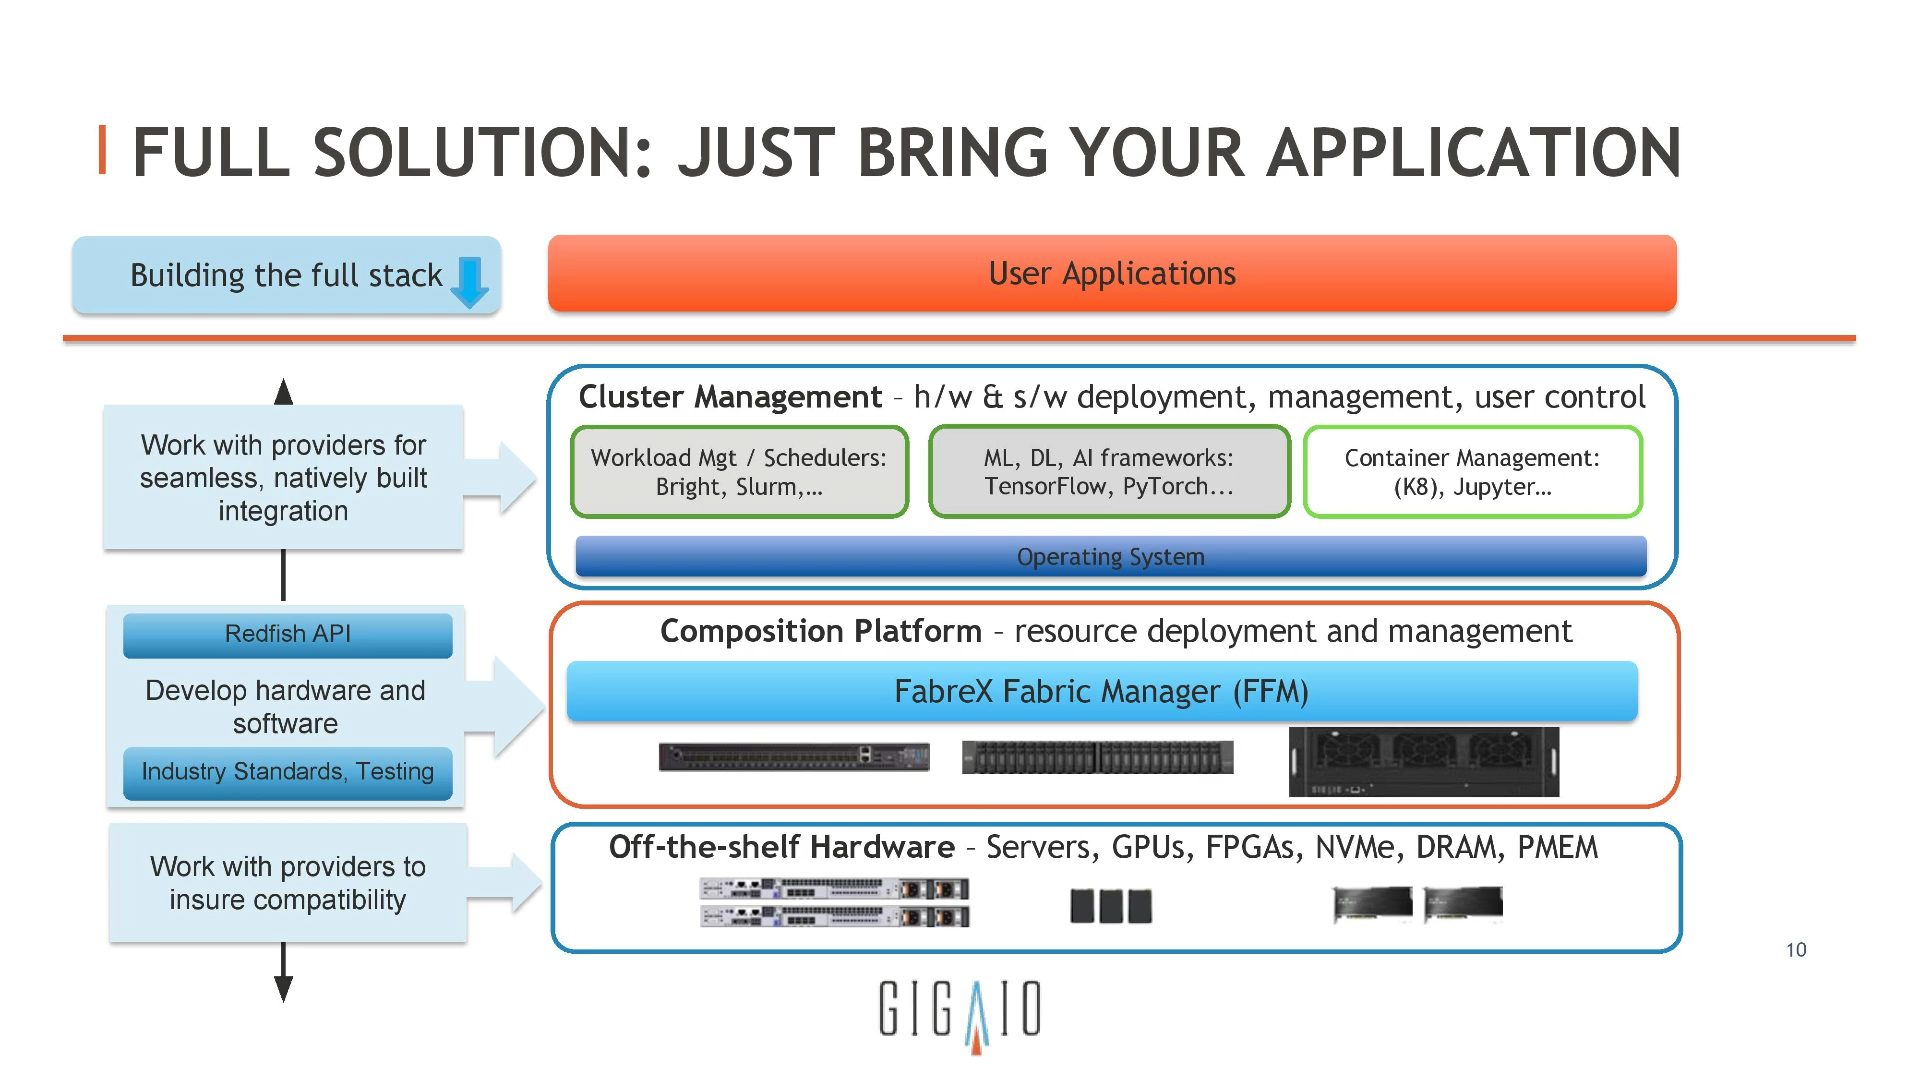 FULL SOLUTION: JUST BRING YOUR APPLICATION
Building the full stack
User Applications
Work with providers for
seamless, natively built
integration
Cluster Management – h/w & s/w deployment, management, user control
Workload Mgt / Schedulers:
Bright, Slurm,…
ML, DL, AI frameworks:
TensorFlow, PyTorch...
Container Management:
(K8), Jupyter…
Operating System
Redfish API
Develop hardware and
software
Industry Standards, Testing
Composition Platform – resource deployment and management
FabreX Fabric Manager (FFM)
GIGAIO
Work with providers to
insure compatibility
Off-the-shelf Hardware – Servers, GPUs, FPGAs, NVMe, DRAM, PMEM
10
GIGAIO